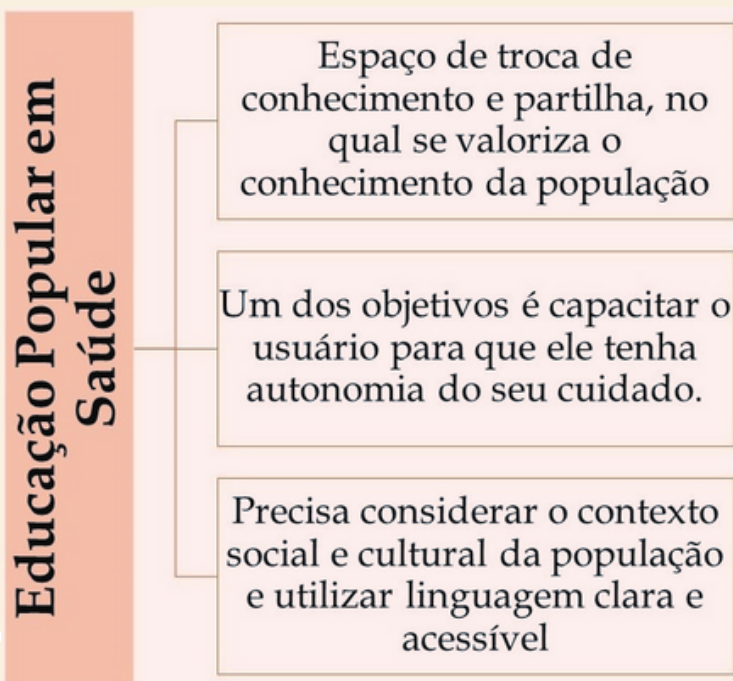 Educação Popular em
Saúde
Espaço de troca de
conhecimento e partilha, no
qual se valoriza o
conhecimento da população
Um dos objetivos é capacitar o
usuário para que ele tenha
autonomia do seu cuidado.
Precisa considerar o contexto
social e cultural da população
e utilizar linguagem clara e
acessível